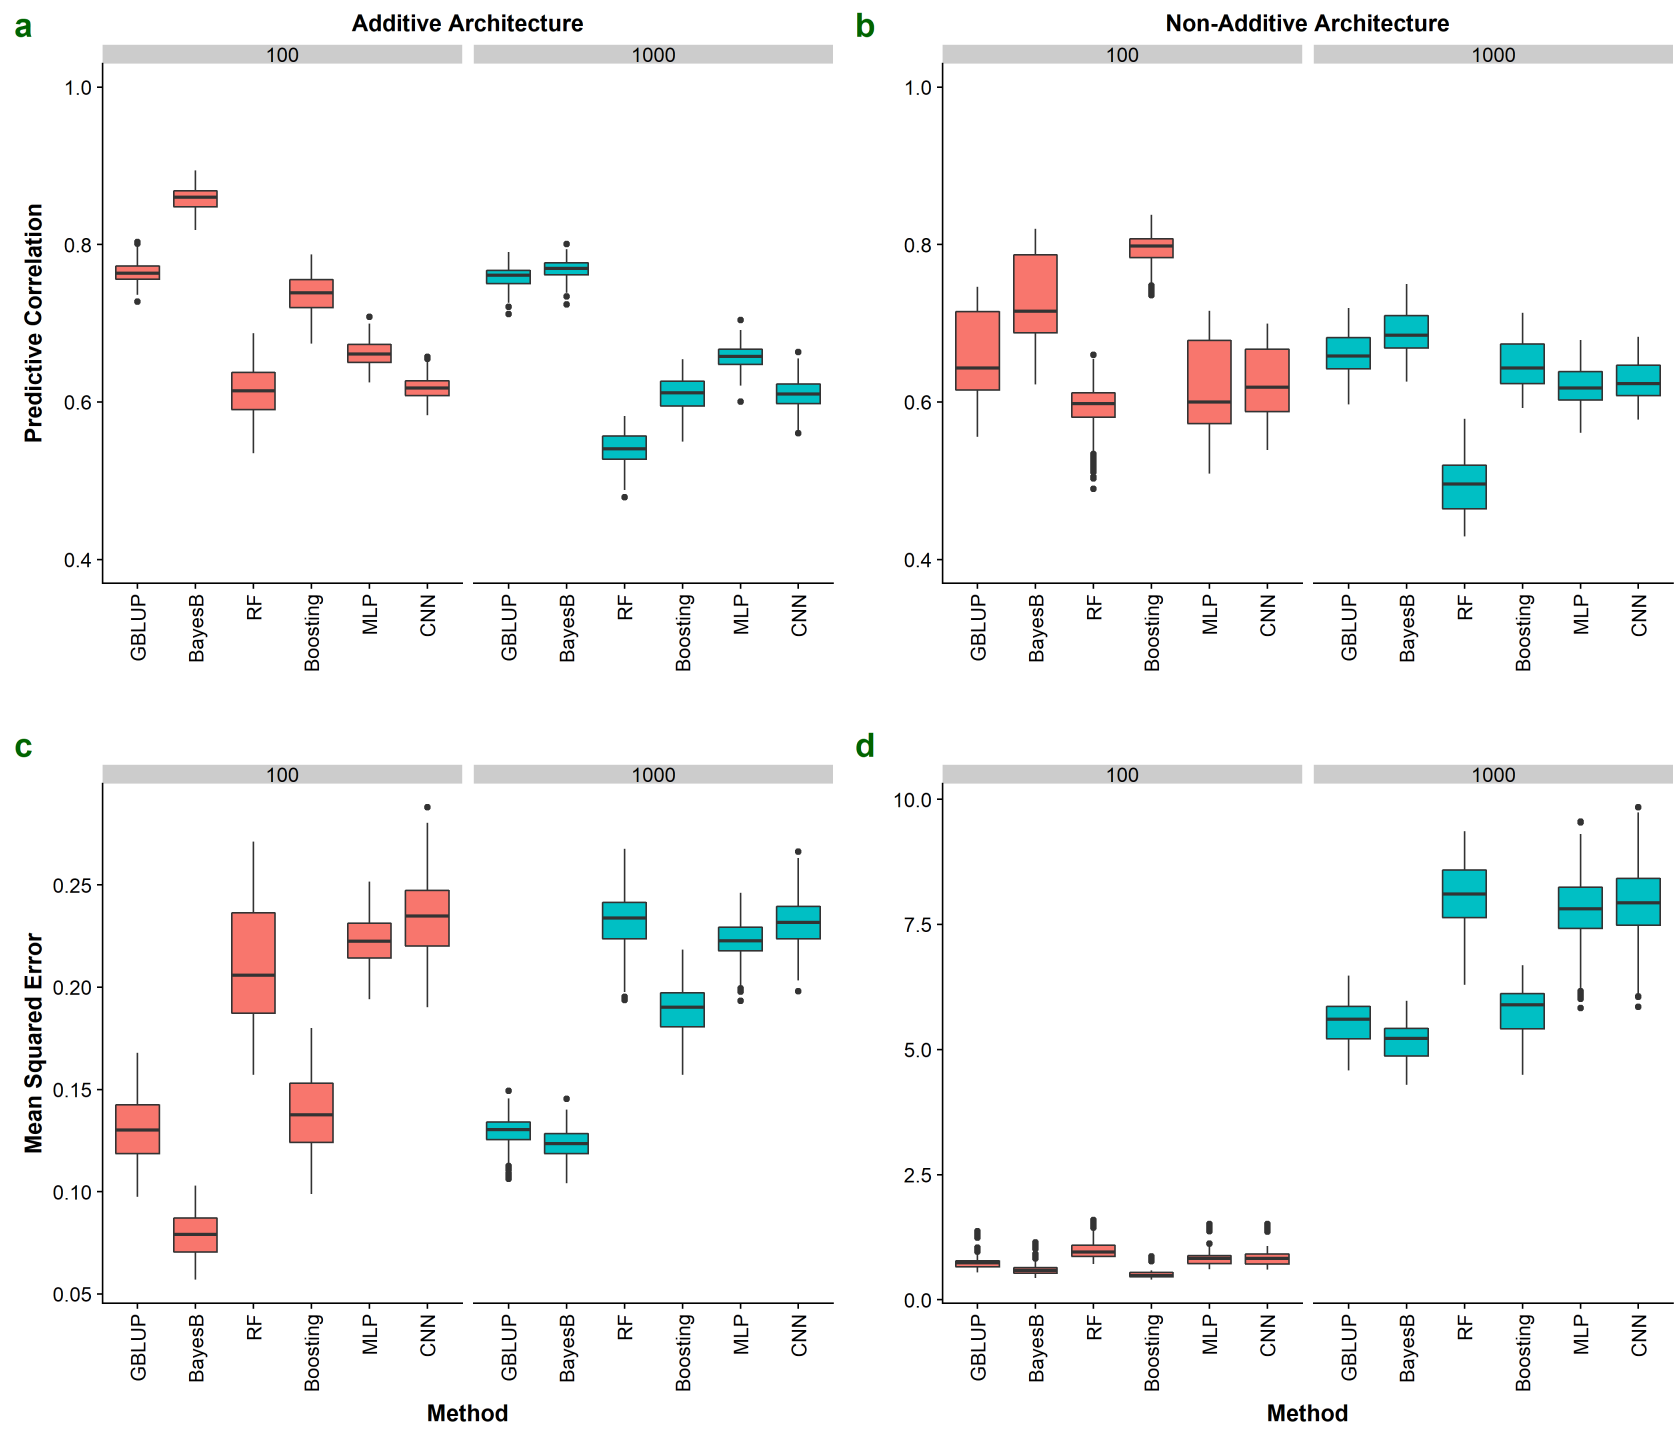 a
Additive Architecture
100
1000
Predictive Correlation
1.0
0.8
0.6
0.4
GBLUP
BayesB
RF
Boosting
MLP
CNN
GBLUP
BayesB
RF
Boosting
MLP
CNN
b
Non-Additive Architecture
100
1000
1.0
0.8
0.6
0.4
GBLUP
BayesB
RF
Boosting
MLP
CNN
GBLUP
BayesB
RF
Boosting
MLP
CNN
c
100
1000
Mean Squared Error
0.25
0.20
0.15
0.10
0.05
GBLUP
BayesB
RF
Boosting
MLP
CNN
GBLUP
BayesB
RF
Boosting
MLP
CNN
Method
d
100
1000
10.0
7.5
5.0
2.5
0.0
GBLUP
BayesB
RF
Boosting
MLP
CNN
GBLUP
BayesB
RF
Boosting
MLP
CNN
Method